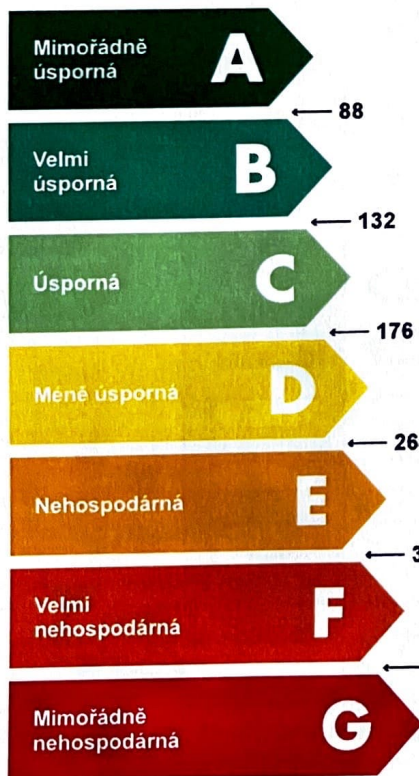 Mimořádně
úsporná
A
88
Velmi
úsporná
B
132
Úsporná
C
176
Méně úsporná
D
Nehospodárná
E
Velmi
nehospodárná
F
Mimořádně
nehospodárná
G